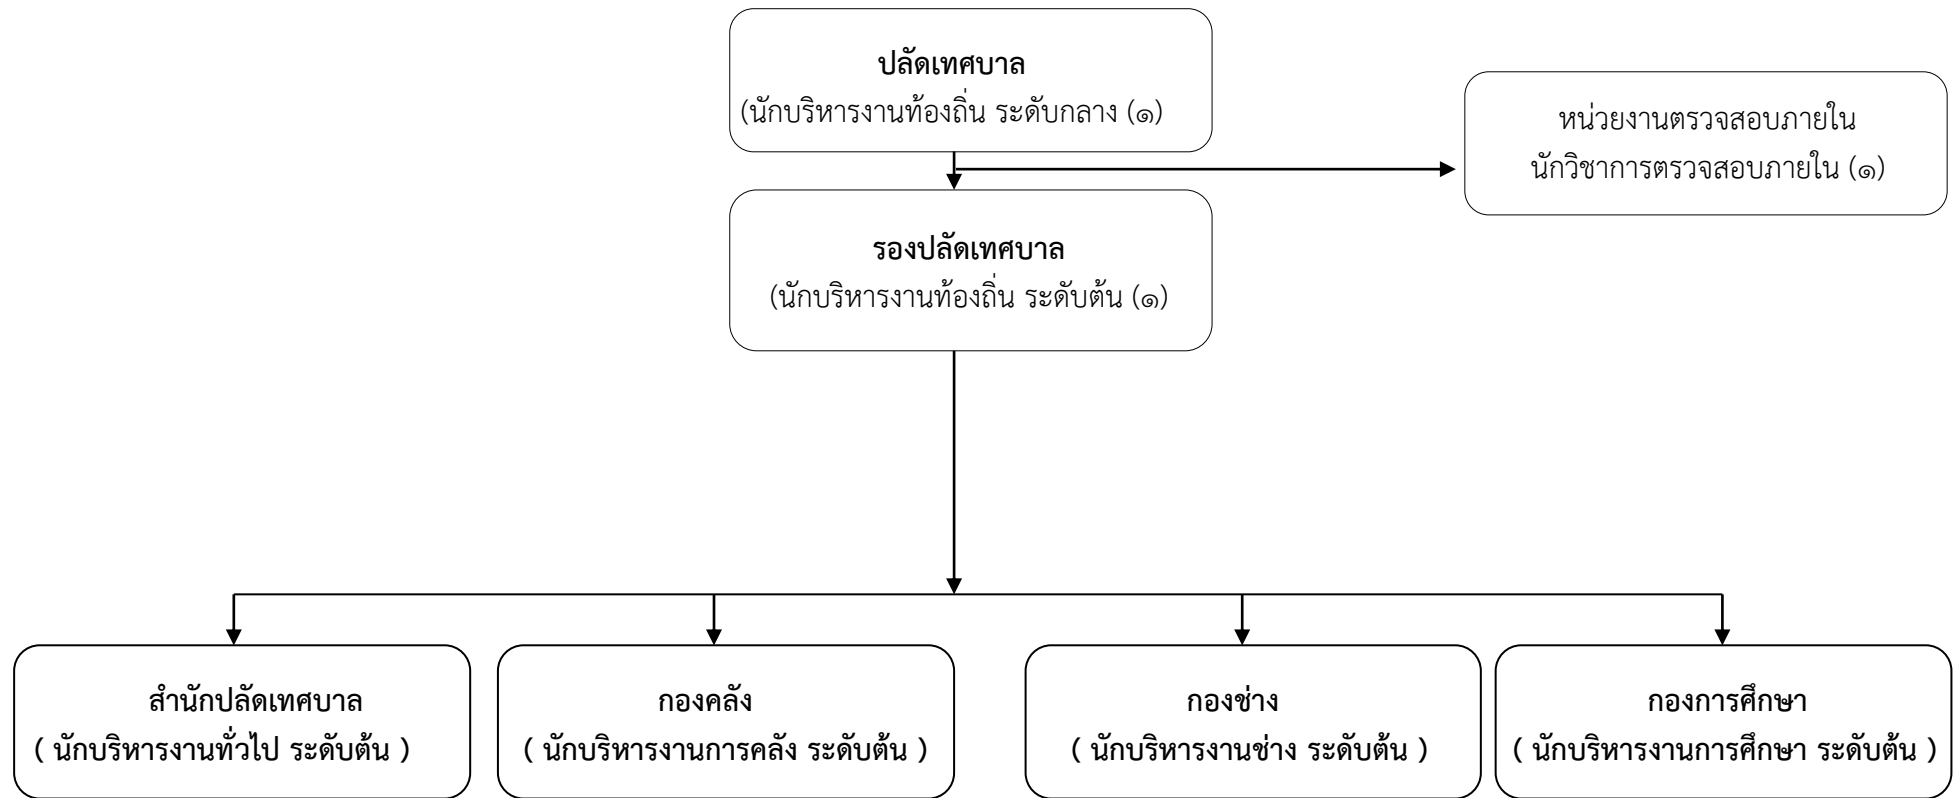 ปลัดเทศบาล
(นักบริหารงานท้องถิ่น ระดับกลาง (๑)
หน่วยงานตรวจสอบภายใน
นักวิชาการตรวจสอบภายใน (๑)
รองปลัดเทศบาล
(นักบริหารงานท้องถิ่น ระดับต้น (๑)
สำนักปลัดเทศบาล
( นักบริหารงานทั่วไป ระดับต้น )
กองคลัง
( นักบริหารงานการคลัง ระดับต้น )
กองช่าง
( นักบริหารงานช่าง ระดับต้น )
กองการศึกษา
( นักบริหารงานการศึกษา ระดับต้น )